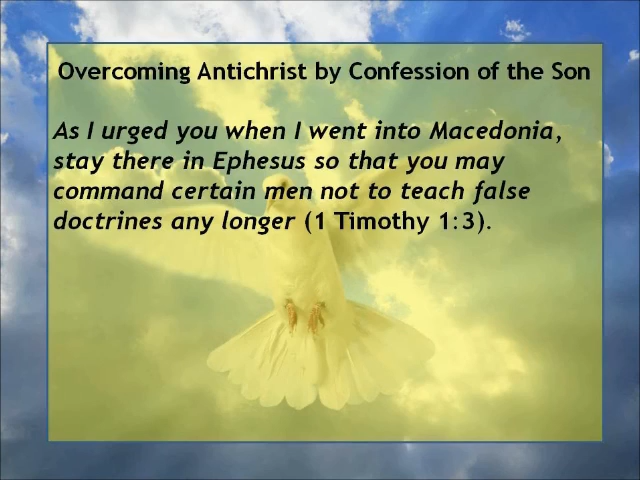 Overcoming Antichrist by Confession of the Son
As I urged you when I went into Macedonia,
stay there in Ephesus so that you may
command certain men not to teach false
doctrines any longer (1 Timothy 1:3).